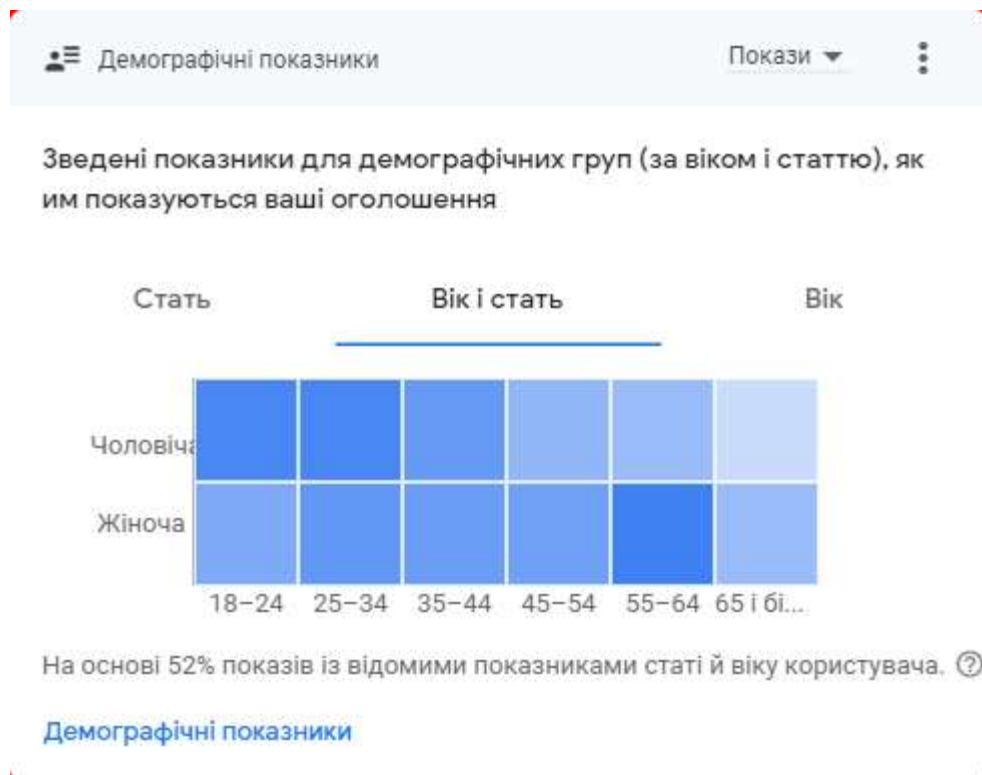 Демографічні показники
Покази
Зведені показники для демографічних груп (за віком і статтю), як
им показуються ваші оголошення
Стать Вік і стать Вік
Чоловіча
Жіноча
18–24 25–34 35–44 45–54 55–64 65 і бі...
На основі 52% показів із відомими показниками статі й віку користувача.
Демографічні показники